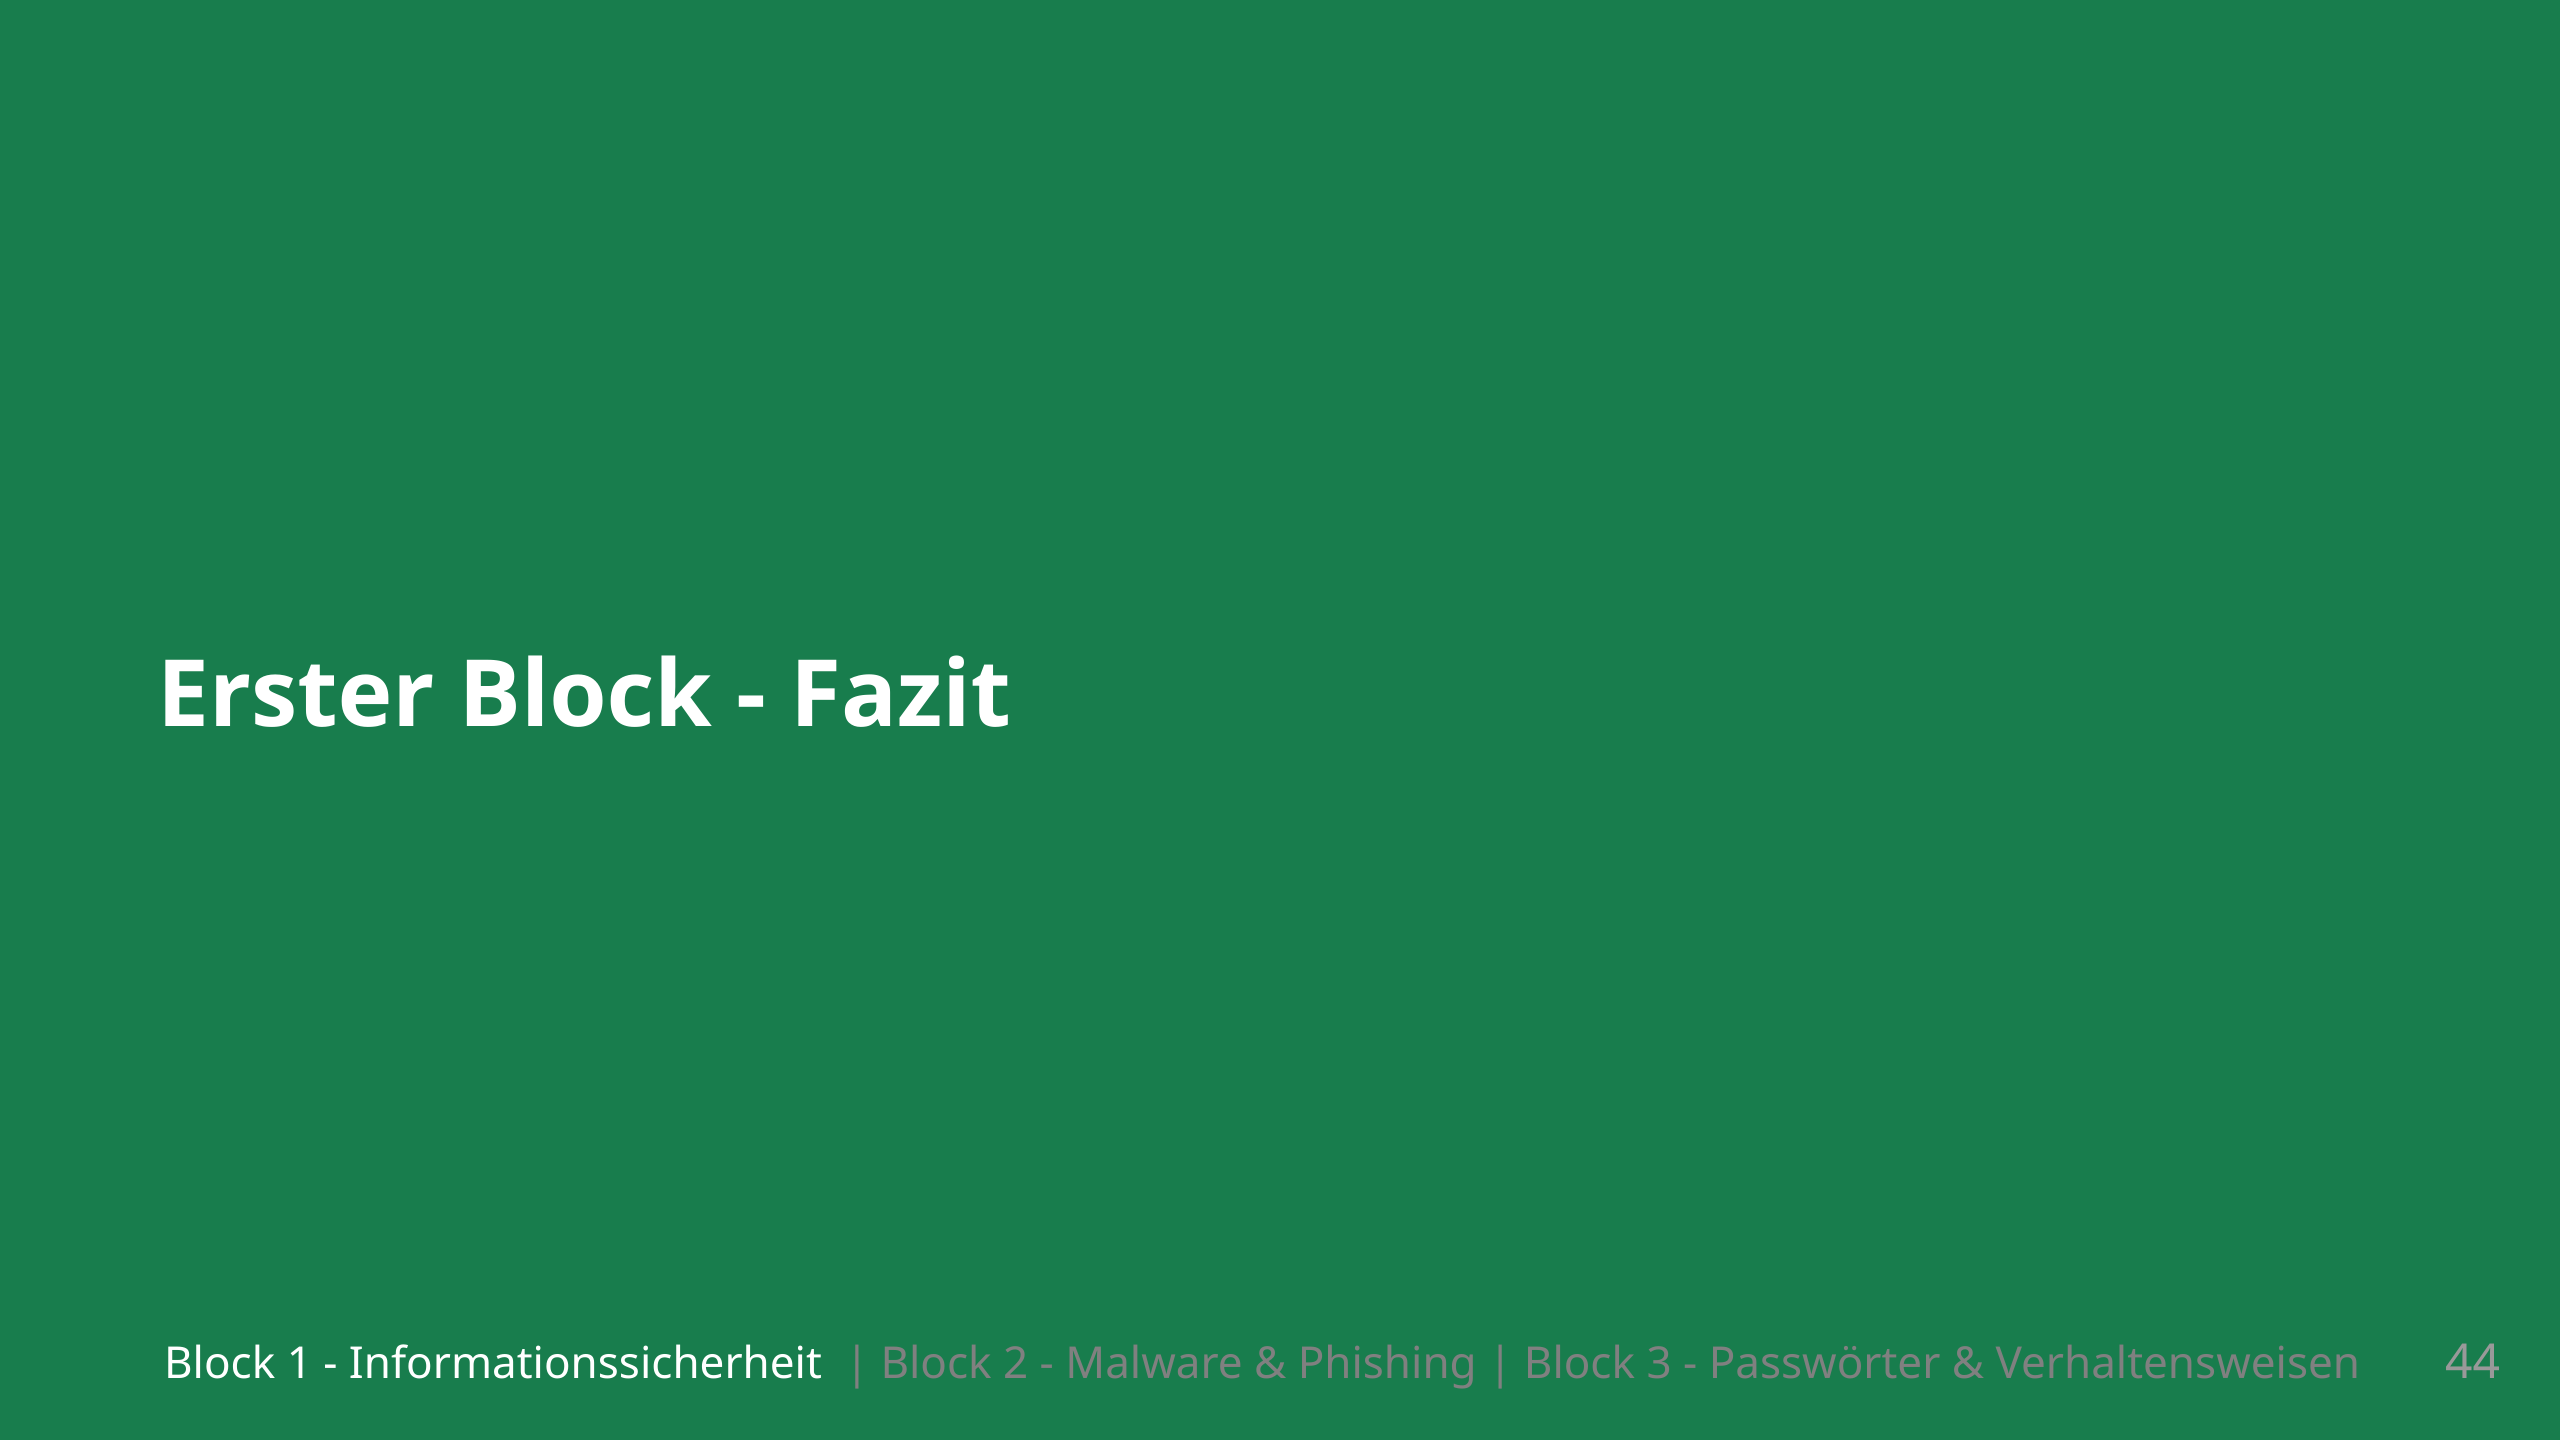 Erster Block - Fazit
Block 1 - Informationssicherheit | Block 2 - Malware & Phishing | Block 3 - Passwörter & Verhaltensweisen 44